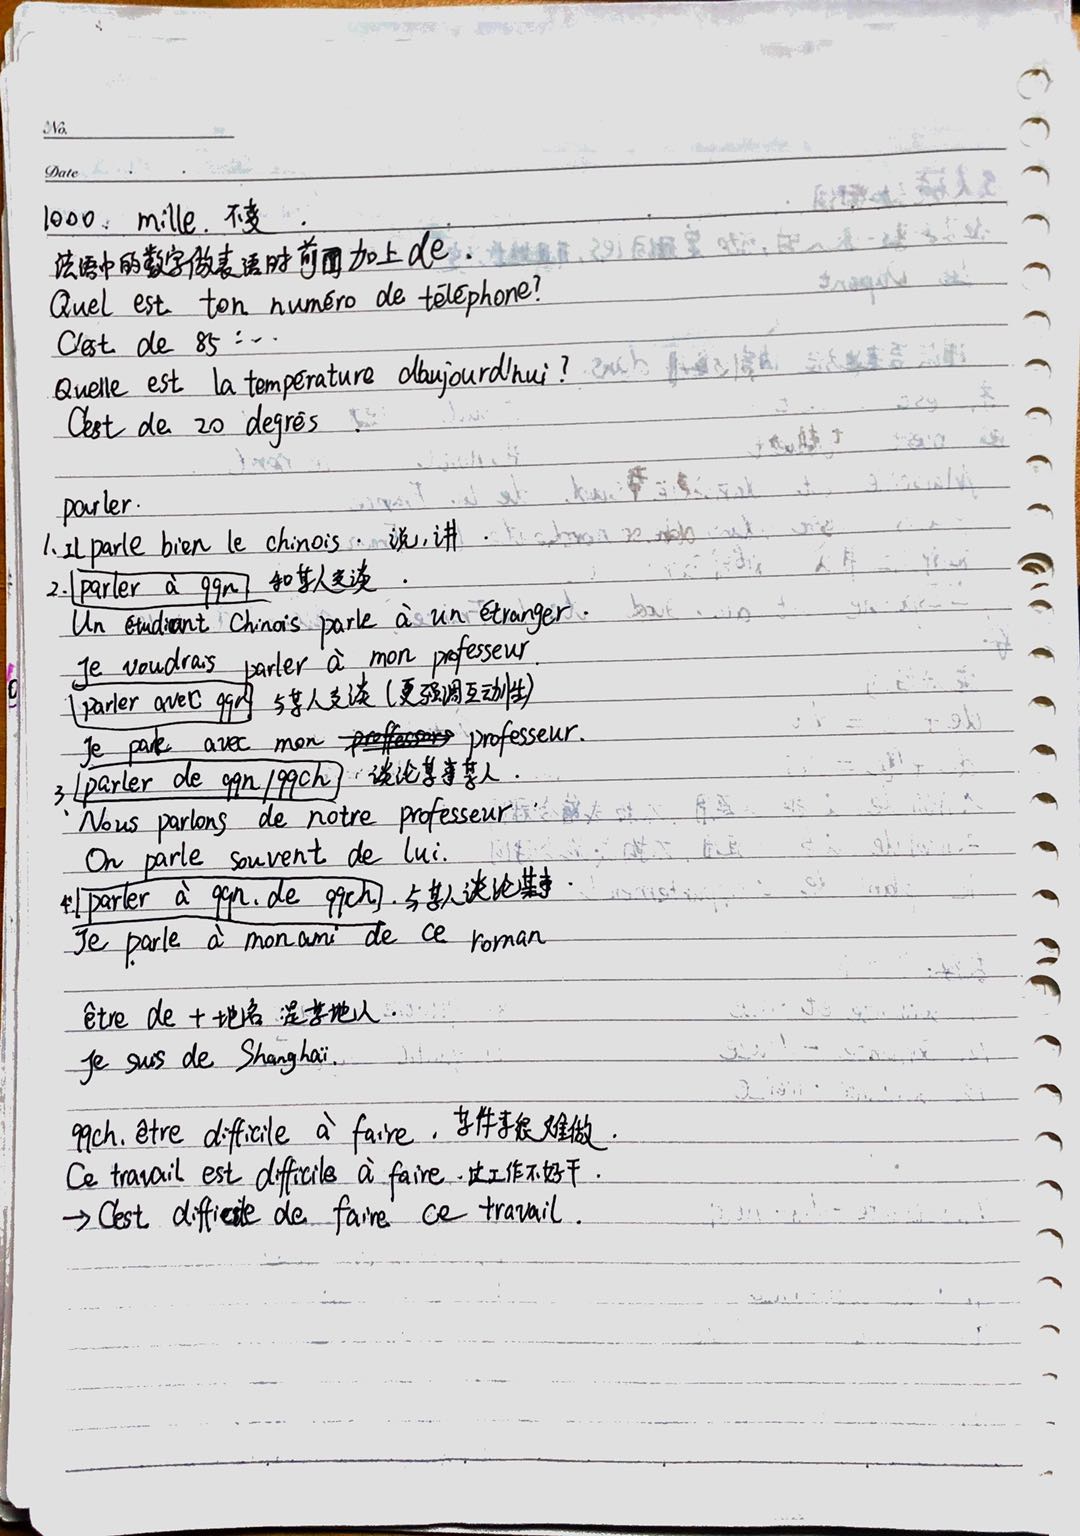 No.
Date
1000: mille. 不变.
法语中的数字做表语时前面加上de.
Quel est ton numéro de téléphone?
C'est de 85 :...
Quelle est la température d'aujourd'hui?
C'est de 20 degrés.
parler.
1. Il parle bien le chinois. 说,讲.
2. parler à qqn 和某人交谈.
Un étudiant Chinois parle à un étranger.
Je voudrais parler à mon professeur.
parler avec qqn 与某人交谈(更强调互动性)
Je parle avec mon professeur.
3. parler de qqn/qqch 谈论某事某人.
Nous parlons de notre professeur.
On parle souvent de lui.
4. parler à qqn. de qqch. 与某人谈论某事.
Je parle à mon ami de ce roman
être de + 地名 是某地人.
Je suis de Shanghaï.
qqch. être difficile à faire. 某件事很难做.
Ce travail est difficile à faire. 这工作不好干.
→ C'est difficile de faire ce travail.